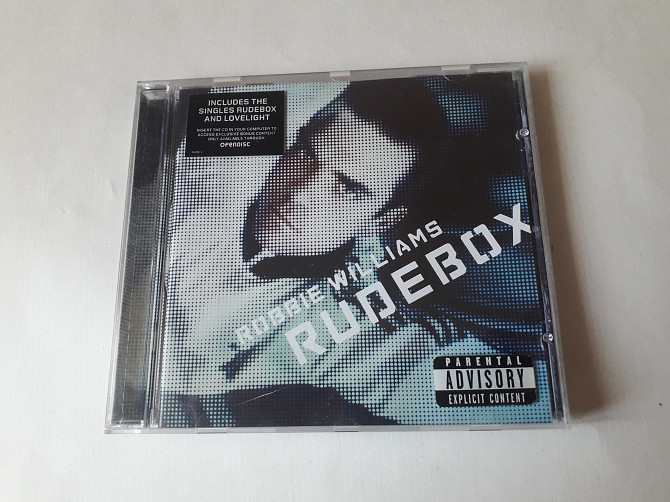 INCLUDES THE
SINGLES RUDEBOX
AND LOVELIGHT
INSERT THE CD IN YOUR COMPUTER TO
ACCESS EXCLUSIVE BONUS CONTENT
ONLY AVAILABLE THROUGH
OPENDISC
ROBBIE WILLIAMS
RUDEBOX
PARENTAL
ADVISORY
EXPLICIT CONTENT